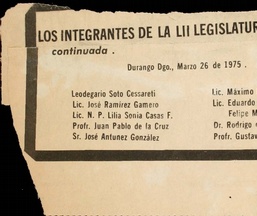 LOS INTEGRANTES DE LA LII LEGISLATUR
continuada .
Durango Dgo., Marzo 26 de 1975 .
Leodegario Soto Cessareti
Lic. José Ramírez Gamero
Lic. N. P. Lilia Sonia Casas F.
Profr. Juan Pablo de la Cruz
Sr. José Antunez González
Lic. Máximo
Lic. Eduardo
Felipe M
Dr. Rodrigo
Profr. Gustav